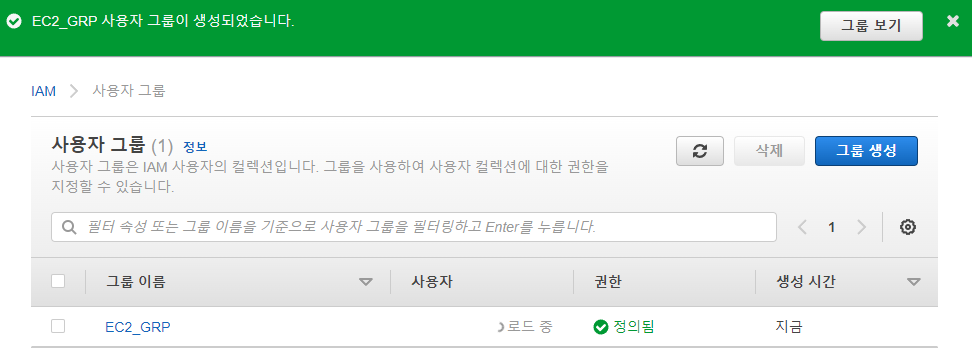 EC2_GRP 사용자 그룹이 생성되었습니다.
그룹 보기
IAM 사용자 그룹
사용자 그룹 (1) 정보
사용자 그룹은 IAM 사용자의 컬렉션입니다. 그룹을 사용하여 사용자 컬렉션에 대한 권한을
지정할 수 있습니다.
삭제
그룹 생성
필터 속성 또는 그룹 이름을 기준으로 사용자 그룹을 필터링하고 Enter를 누릅니다.
1
그룹 이름 사용자 권한 생성 시간
EC2_GRP 로드 중 정의됨 지금